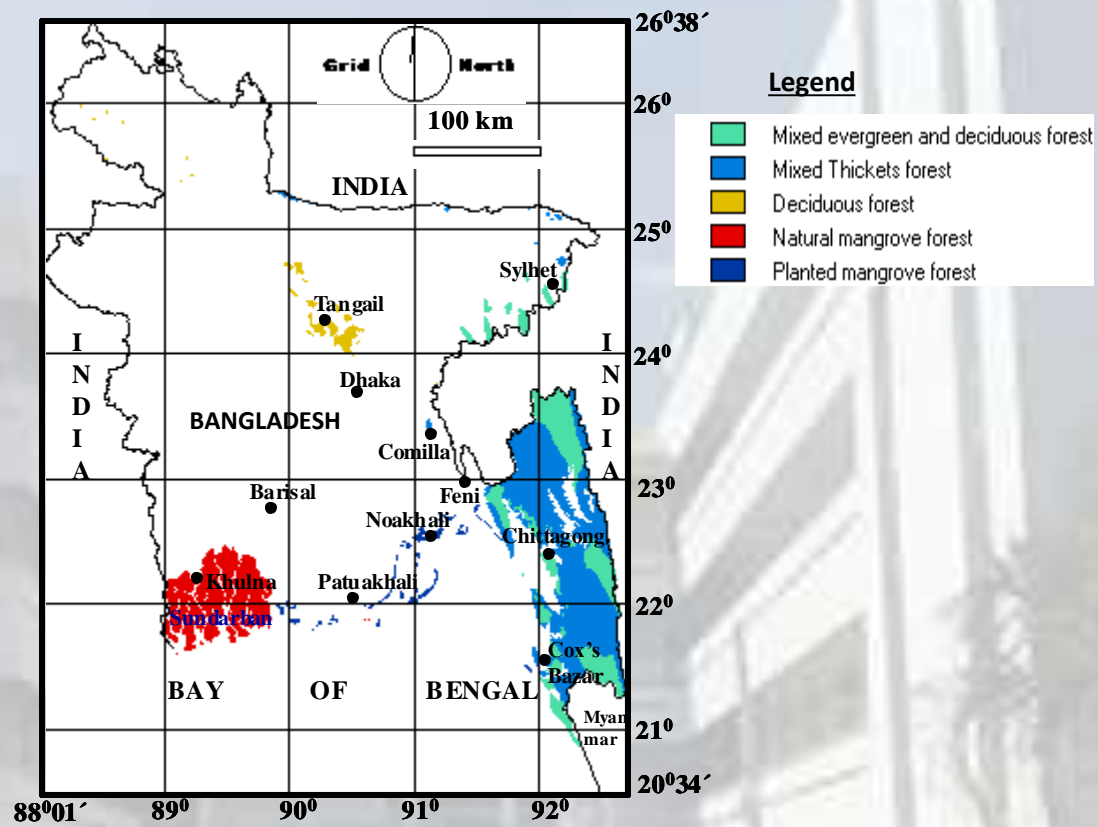 26⁰38´
Grid North
Legend
26⁰
100 km
Mixed evergreen and deciduous forest
Mixed Thickets forest
INDIA
Deciduous forest
25⁰
Natural mangrove forest
Sylhet
Planted mangrove forest
Tangail
I
N
D
I
A
I
N
D
I
A
24⁰
Dhaka
BANGLADESH
Comilla
23⁰
Barisal
Feni
Noakhali
Chittagong
Khulna
Patuakhali
22⁰
Sundarban
Cox's
Bazar
BAY OF BENGAL
Myan
mar
21⁰
20⁰34´
88⁰01´ 89⁰ 90⁰ 91⁰ 92⁰